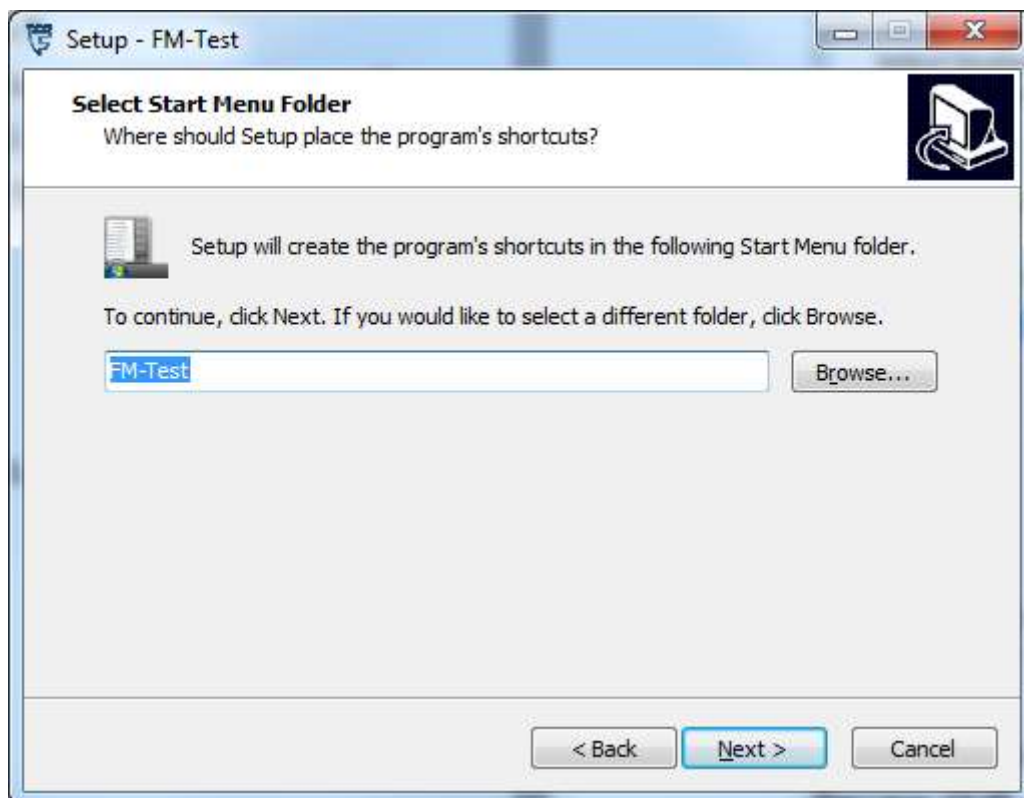 Setup - FM-Test
Select Start Menu Folder
Where should Setup place the program's shortcuts?
Setup will create the program's shortcuts in the following Start Menu folder.
To continue, click Next. If you would like to select a different folder, click Browse.
FM-Test
Browse...
< Back
Next >
Cancel